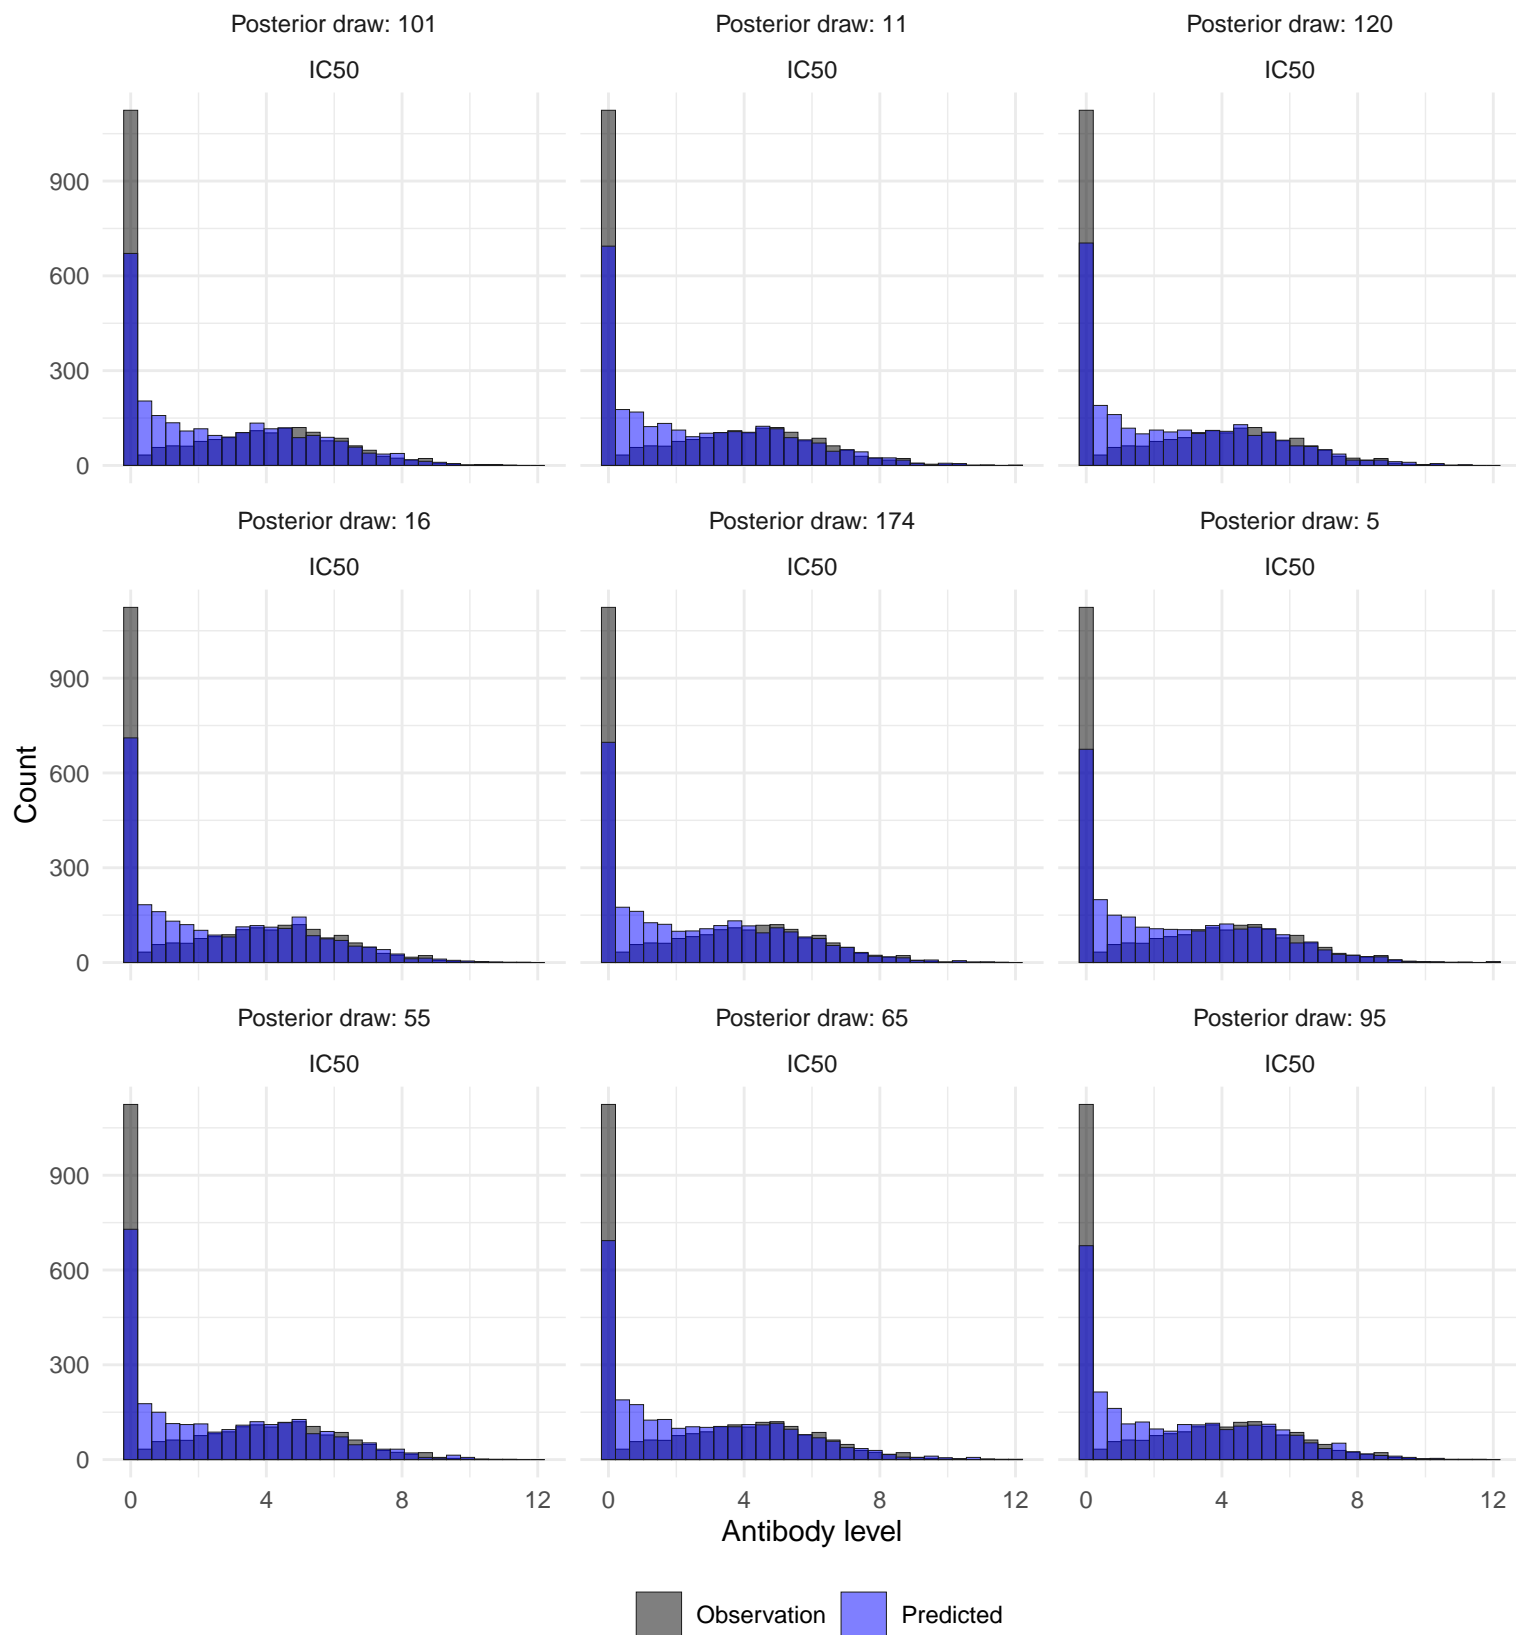 Posterior draw: 101
Posterior draw: 11
Posterior draw: 120
IC50
IC50
IC50
900
600
300
0
Posterior draw: 16
Posterior draw: 174
Posterior draw: 5
IC50
IC50
IC50
900
600
300
0
Posterior draw: 55
Posterior draw: 65
Posterior draw: 95
IC50
IC50
IC50
900
600
300
0
0 4 8 12
0 4 8 12
0 4 8 12
Count
Antibody level
Observation
Predicted